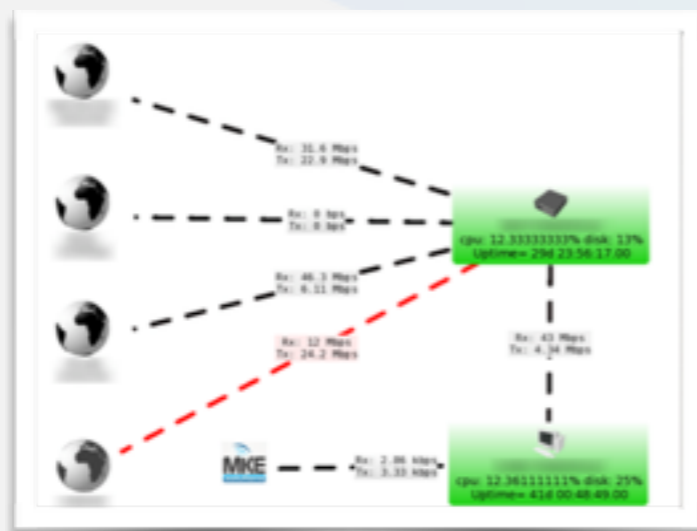 Rx: 31.6 Mbps
Tx: 22.9 Mbps
Rx: 0 bps
Tx: 0 bps
cpu: 12.33333333% disk: 13%
Uptime= 29d 23:56:17.00
Rx: 46.3 Mbps
Tx: 6.11 Mbps
Rx: 12 Mbps
Tx: 24.2 Mbps
Rx: 43 Mbps
Tx: 4.34 Mbps
MKE
Rx: 2.86 kbps
Tx: 3.33 kbps
cpu: 12.36111111% disk: 25%
Uptime= 41d 00:48:49.00